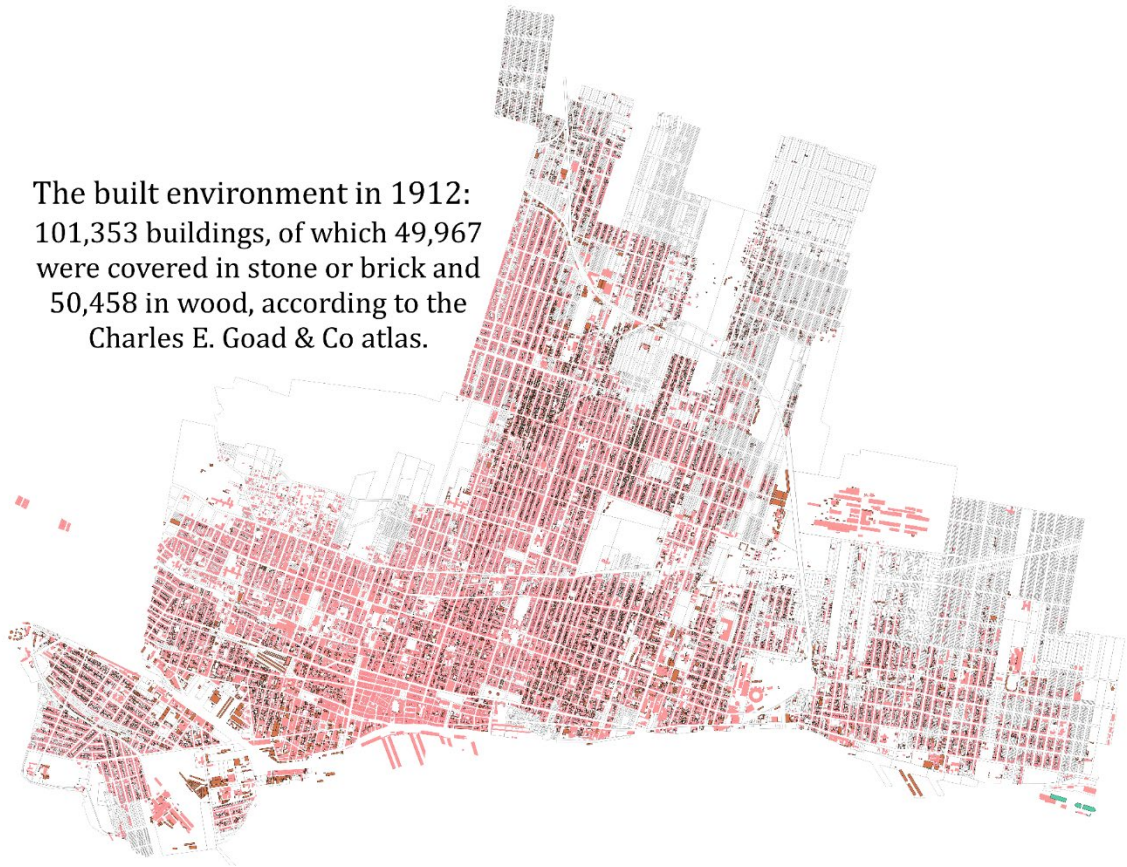 The built environment in 1912:
101,353 buildings, of which 49,967
were covered in stone or brick and
50,458 in wood, according to the
Charles E. Goad & Co atlas.